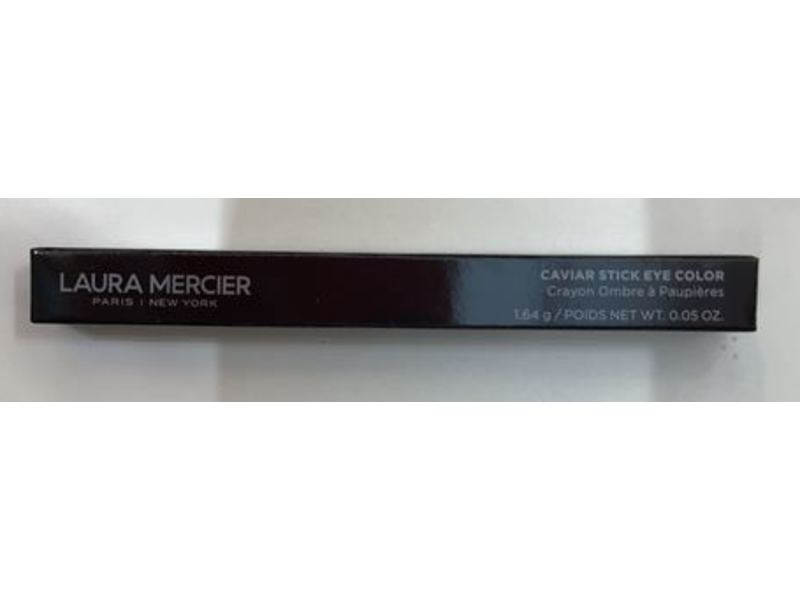 LAURA MERCIER
PARIS | NEW YORK
CAVIAR STICK EYE COLOR
Crayon Ombre à Paupières
1.64 g / POIDS NET WT. 0.05 OZ.